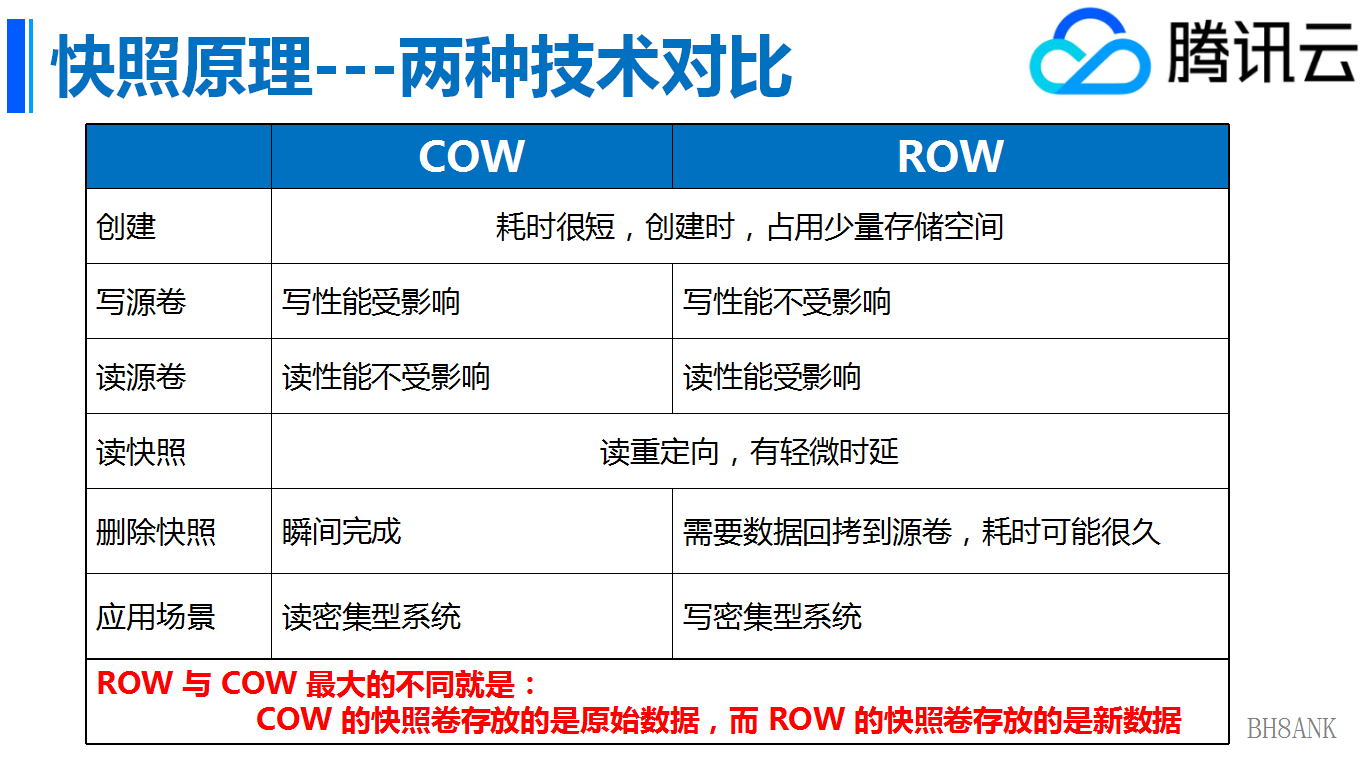 快照原理---两种技术对比
腾讯云
COW ROW
创建 耗时很短，创建时，占用少量存储空间
写源卷 写性能受影响 写性能不受影响
读源卷 读性能不受影响 读性能受影响
读快照 读重定向，有轻微时延
删除快照 瞬间完成 需要数据回拷到源卷，耗时可能很久
应用场景 读密集型系统 写密集型系统
ROW 与 COW 最大的不同就是：
COW 的快照卷存放的是原始数据，而 ROW 的快照卷存放的是新数据
BH8ANK